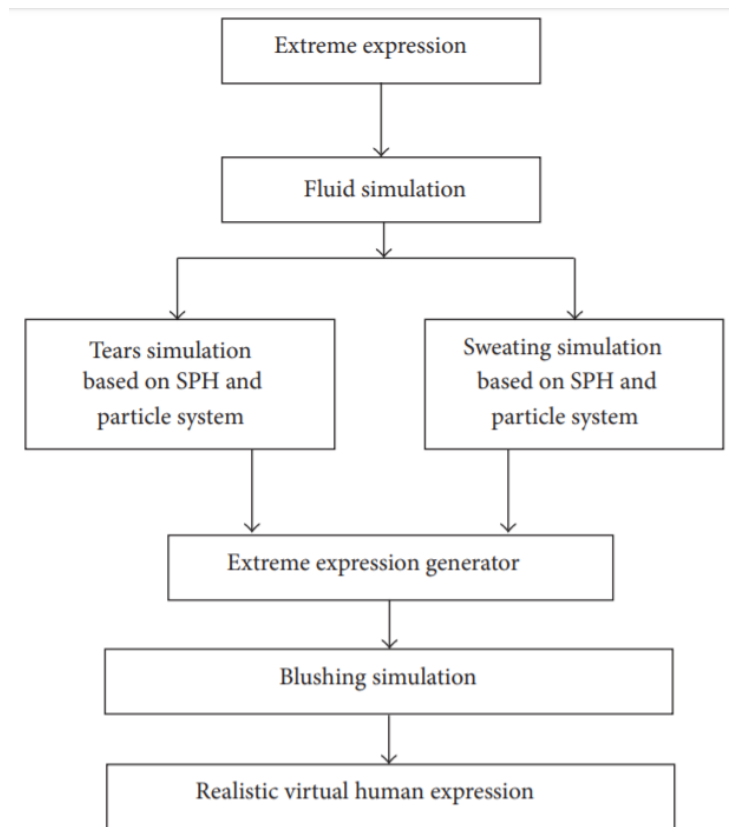 Extreme expression
Fluid simulation
Tears simulation
based on SPH and
particle system
Sweating simulation
based on SPH and
particle system
Extreme expression generator
Blushing simulation
Realistic virtual human expression